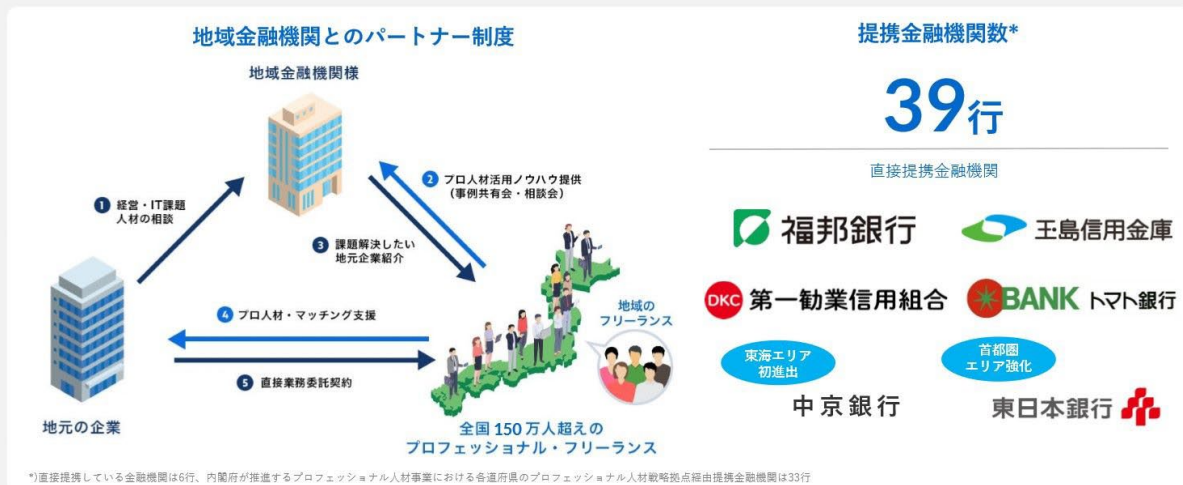 地域金融機関とのパートナー制度
地域金融機関様
1 経営・IT課題
人材の相談
2 プロ人材活用ノウハウ提供
（事例共有会・相談会）
3 課題解決したい
地元企業紹介
4 プロ人材・マッチング支援
5 直接業務委託契約
地域の
フリーランス
地元の企業
全国150万人超えの
プロフェッショナル・フリーランス
提携金融機関数*
39行
直接提携金融機関
福邦銀行
玉島信用金庫
DKC 第一勧業信用組合
BANK トマト銀行
東海エリア
初進出
首都圏
エリア強化
中京銀行
東日本銀行
*)直接提携している金融機関は6行、内閣府が推進するプロフェッショナル人材事業における各道府県のプロフェッショナル人材戦略拠点経由提携金融機関は33行